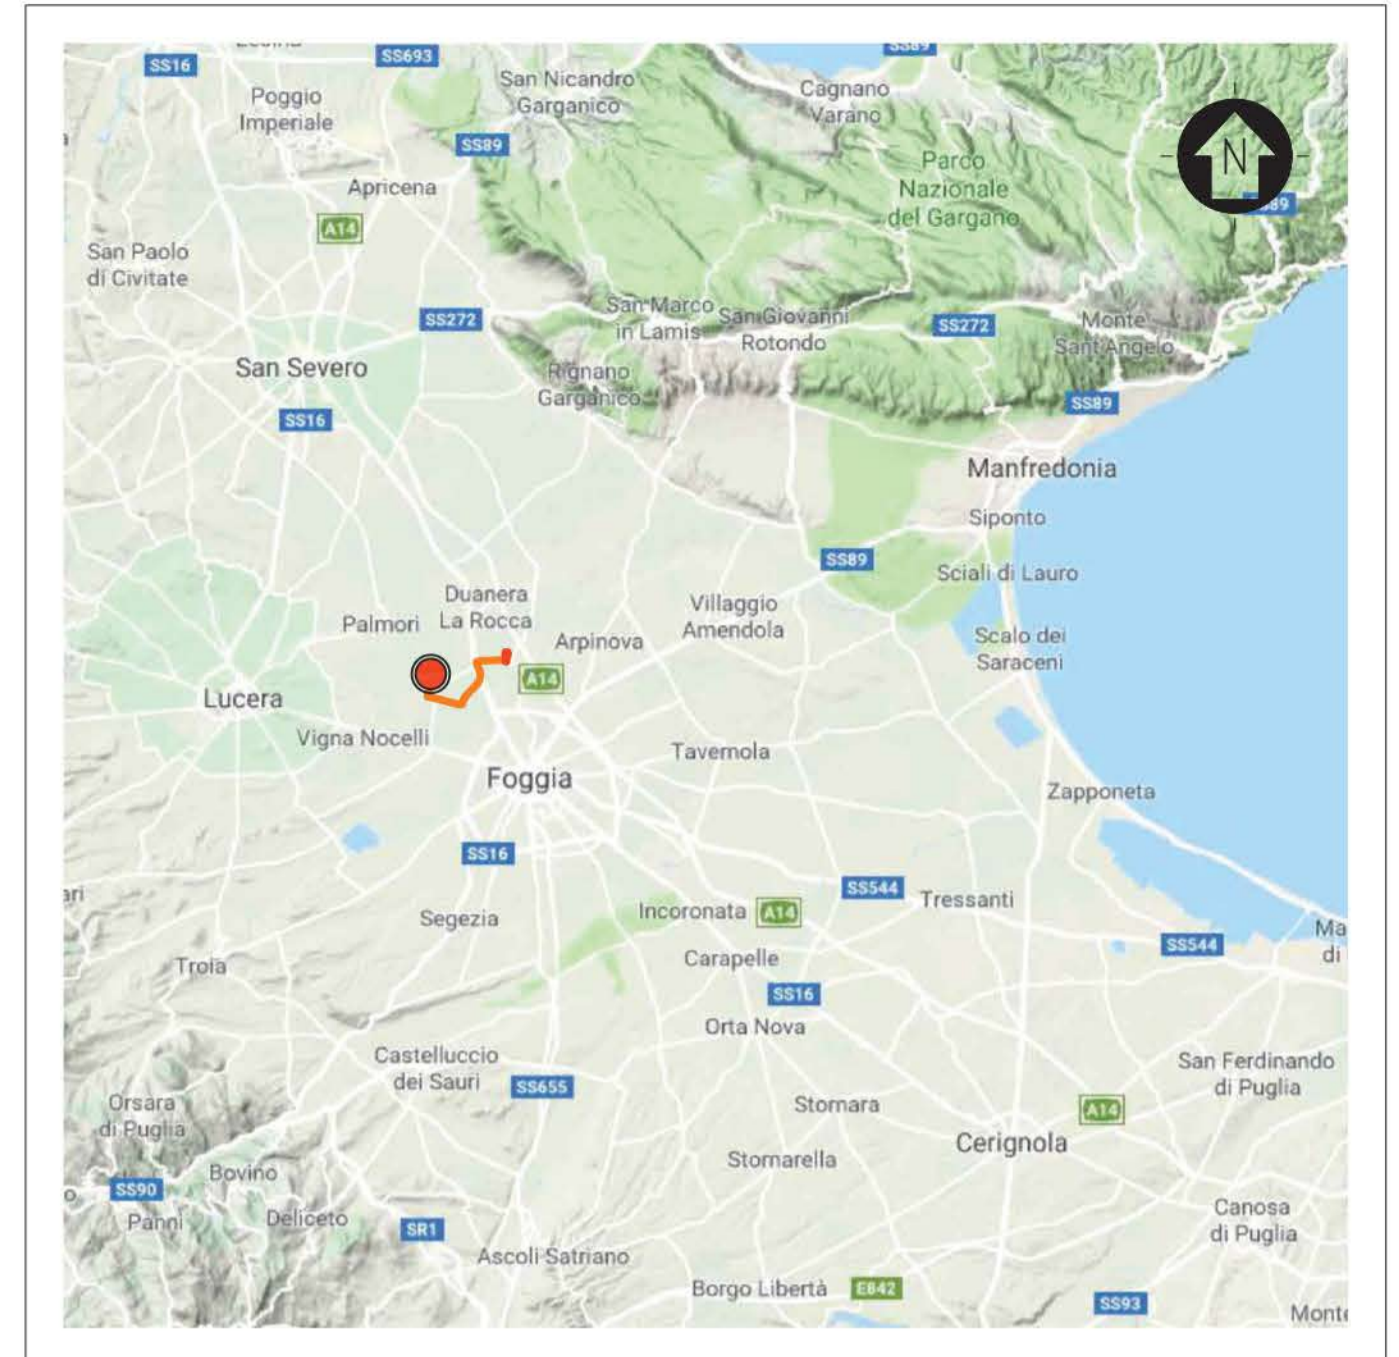 SS16
SS693
SS89
San Nicandro
Garganico
Cagnano
Varano
Poggio
Imperiale
SS89
N
Parco
Nazionale
del Gargano
Apricena
A14
San Paolo
di Civitate
SS272
San Marco
in Lamis
San Giovanni
Rotondo
SS272
Monte
Sant'Angelo
San Severo
Rignano
Garganico
SS89
SS16
Manfredonia
Siponto
SS89
Sciali di Lauro
Duanera
La Rocca
Palmori
Villaggio
Amendola
Arpinova
Scalo dei
Saraceni
A14
Lucera
Vigna Nocelli
Tavernola
Foggia
Zapponeta
SS16
SS544
Tressanti
ari
Segezia
Incoronata
A14
Ma
di
SS544
Carapelle
Troia
SS16
Orta Nova
Castelluccio
dei Sauri
SS655
San Ferdinando
di Puglia
Orsara
di Puglia
Stornara
A14
Cerignola
Stornarella
Bovino
o
SS90
Panni
Deliceto
SR1
Canosa
di Puglia
Ascoli Satriano
Borgo Libertà
E842
SS93
Monte